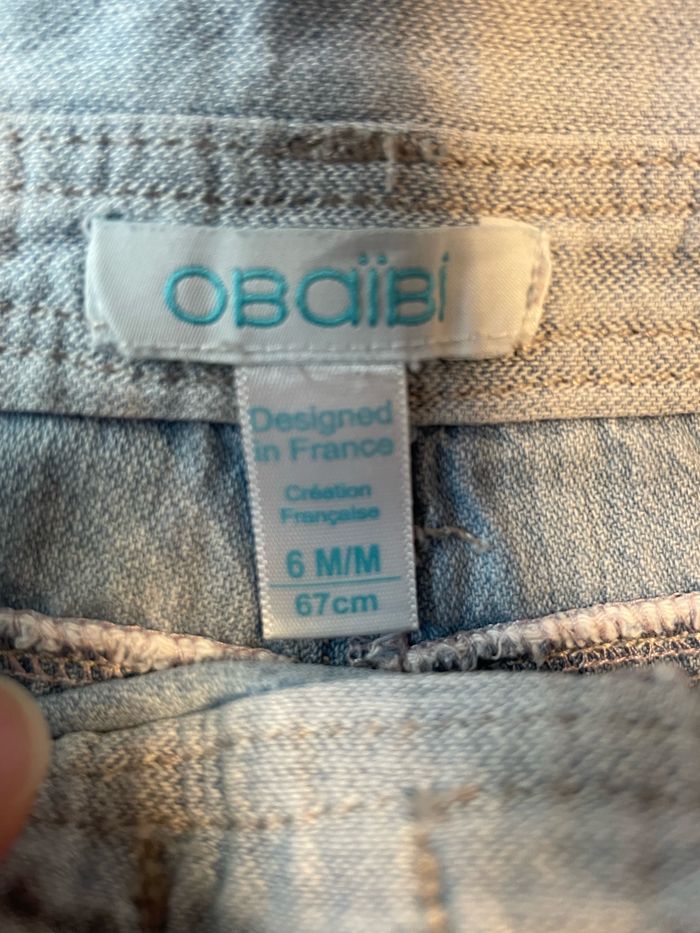 OBaïBi
Designed
in France
Création
Française
6 M/M
67cm